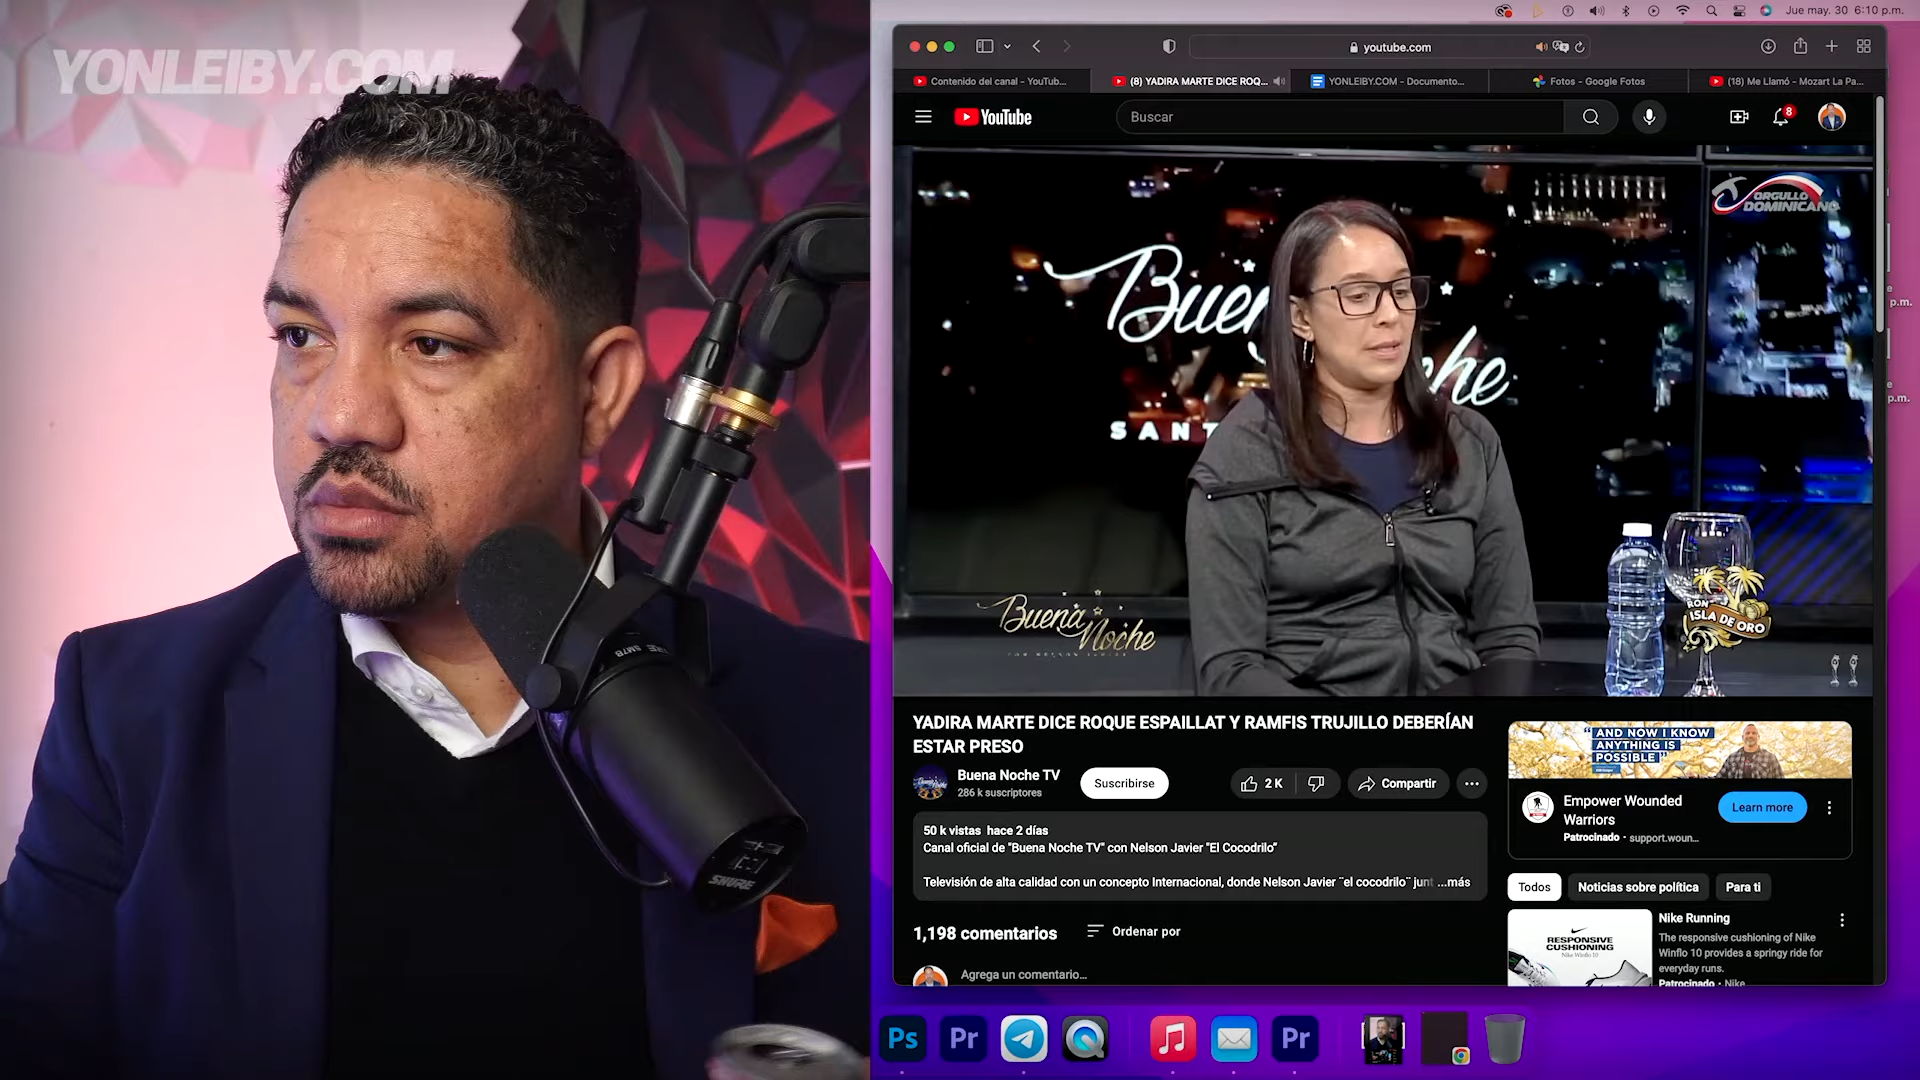 YONLEIBY.COM
Jue may. 30 6:10 p.m.
youtube.com
Contenido del canal - YouTub...
(8) YADIRA MARTE DICE ROQ...
YONLEIBY.COM - Documento...
Fotos - Google Fotos
(18) Me Llamó - Mozart La Pa...
YouTube
Buscar
8
ORGULLO
DOMINICANO
Buen
che
SANT
p.m.
p.m.
Buena
Noche
RON
ISLA DE ORO
SM7B
SHURE
YADIRA MARTE DICE ROQUE ESPAILLAT Y RAMFIS TRUJILLO DEBERÍAN
ESTAR PRESO
Buena Noche TV
286 k suscriptores
Suscribirse
2 K
Compartir
50 k vistas hace 2 días
Canal oficial de "Buena Noche TV" con Nelson Javier "El Cocodrilo"
Televisión de alta calidad con un concepto Internacional, donde Nelson Javier ¨el cocodrilo¨ junt ...más
1,198 comentarios
Ordenar por
Agrega un comentario...
"AND NOW I KNOW
ANYTHING IS
POSSIBLE"
Empower Wounded
Warriors
Patrocinado · support.woun...
Learn more
Todos
Noticias sobre política
Para ti
RESPONSIVE
CUSHIONING
Nike Winflo 10
Nike Running
The responsive cushioning of Nike
Winflo 10 provides a springy ride for
everyday runs.
Patrocinado · Nike
Ps
Pr
Pr